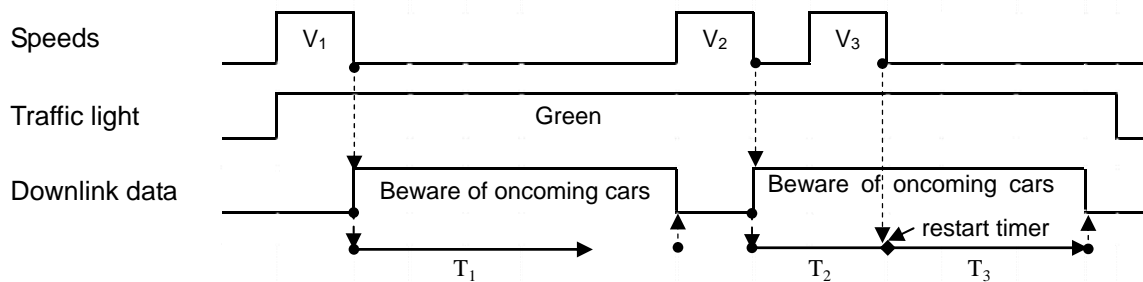 Speeds
V1
V2
V3
Traffic light
Green
Downlink data
Beware of oncoming cars
Beware of oncoming cars
restart timer
T1
T2
T3